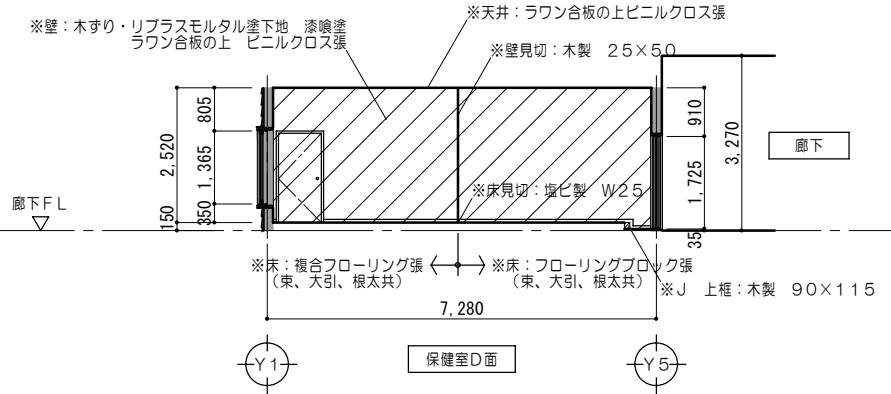 ※天井：ラワン合板の上ビニルクロス張
※壁：木ずり・リブラスモルタル塗下地　漆喰塗
ラワン合板の上　ビニルクロス張
※壁見切：木製　２５×５０
805
910
2,520
1,365
3,270
廊下
1,725
※床見切：塩ビ製　Ｗ２５
廊下ＦＬ
350
150
35
※床：複合フローリング張
（束、大引、根太共）
※床：フローリングブロック張
（束、大引、根太共）
※Ｊ　上框：木製　９０×１１５
7,280
Ｙ１
保健室Ｄ面
Ｙ５